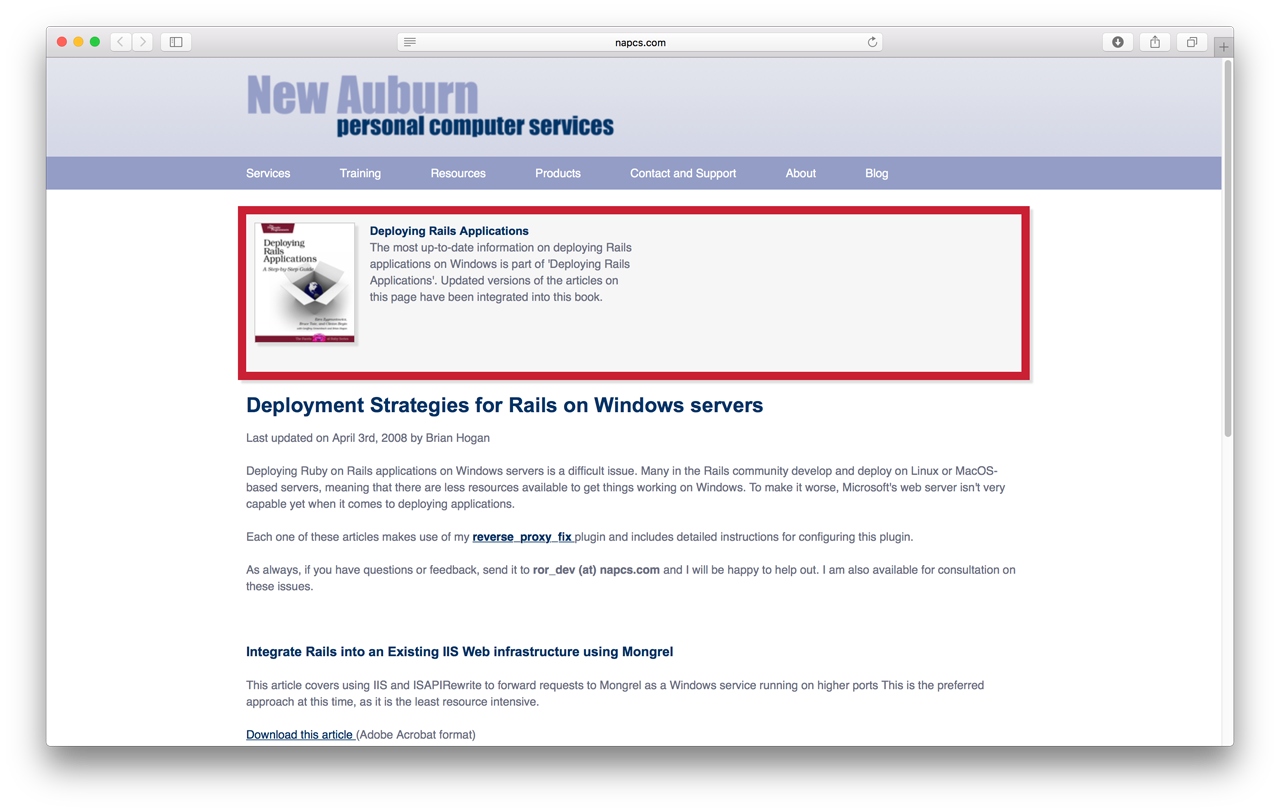 napcs.com
New Auburn
personal computer services
Services Training Resources Products Contact and Support About Blog
Deploying
Rails
Applications
A Step-by-Step Guide
Deploying Rails Applications
The most up-to-date information on deploying Rails
applications on Windows is part of 'Deploying Rails
Applications'. Updated versions of the articles on
this page have been integrated into this book.
Deployment Strategies for Rails on Windows servers
Last updated on April 3rd, 2008 by Brian Hogan
Deploying Ruby on Rails applications on Windows servers is a difficult issue. Many in the Rails community develop and deploy on Linux or MacOS-
based servers, meaning that there are less resources available to get things working on Windows. To make it worse, Microsoft's web server isn't very
capable yet when it comes to deploying applications.
Each one of these articles makes use of my reverse_proxy_fix plugin and includes detailed instructions for configuring this plugin.
As always, if you have questions or feedback, send it to ror_dev (at) napcs.com and I will be happy to help out. I am also available for consultation on
these issues.
Integrate Rails into an Existing IIS Web infrastructure using Mongrel
This article covers using IIS and ISAPIRewrite to forward requests to Mongrel as a Windows service running on higher ports This is the preferred
approach at this time, as it is the least resource intensive.
Download this article (Adobe Acrobat format)